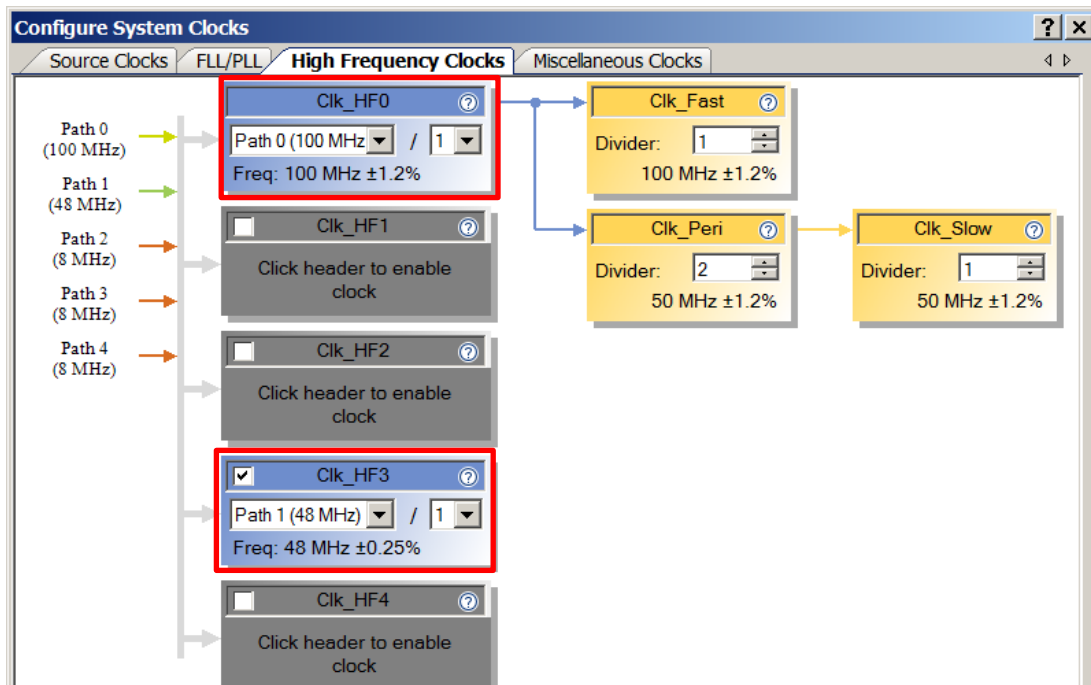 Configure System Clocks
Source Clocks
FLL/PLL
High Frequency Clocks
Miscellaneous Clocks
Path 0
(100 MHz)
Path 1
(48 MHz)
Path 2
(8 MHz)
Path 3
(8 MHz)
Path 4
(8 MHz)
Clk_HF0
Path 0 (100 MHz / 1
Freq: 100 MHz ±1.2%
Clk_HF1
Click header to enable
clock
Clk_HF2
Click header to enable
clock
Clk_HF3
Path 1 (48 MHz) / 1
Freq: 48 MHz ±0.25%
Clk_HF4
Click header to enable
clock
Clk_Fast
Divider: 1
100 MHz ±1.2%
Clk_Peri
Divider: 2
50 MHz ±1.2%
Clk_Slow
Divider: 1
50 MHz ±1.2%